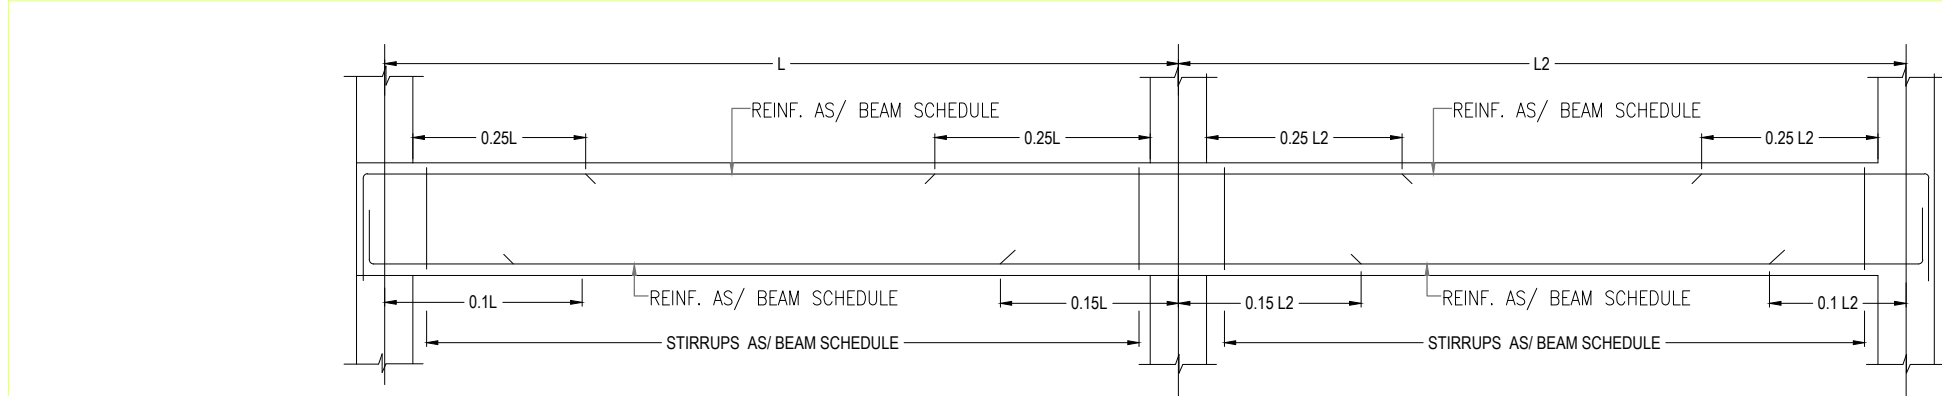 L
L2
REINF. AS/ BEAM SCHEDULE
REINF. AS/ BEAM SCHEDULE
0.25L
0.25L
0.25 L2
0.25 L2
0.1L
REINF. AS/ BEAM SCHEDULE
0.15L
0.15 L2
REINF. AS/ BEAM SCHEDULE
0.1 L2
STIRRUPS AS/ BEAM SCHEDULE
STIRRUPS AS/ BEAM SCHEDULE